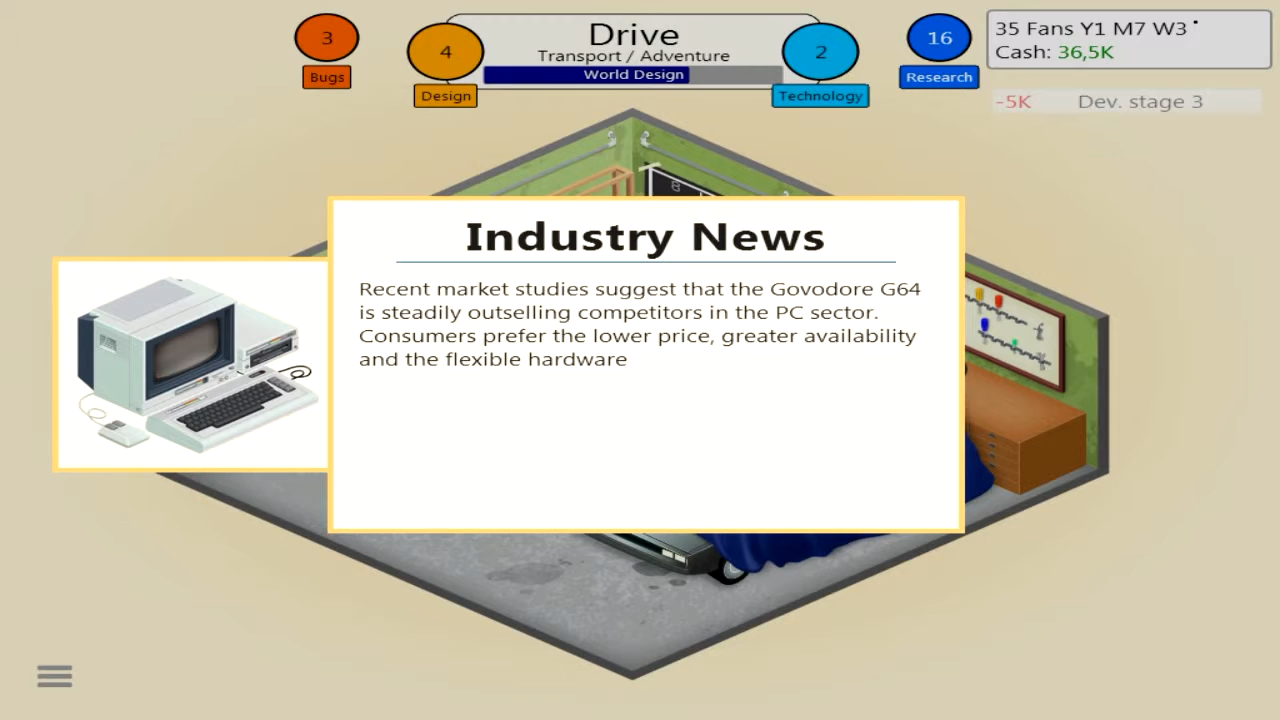 3
Bugs
4
Design
Drive
Transport / Adventure
World Design
2
Technology
16
Research
35 Fans Y1 M7 W3
Cash: 36,5K
-5K Dev. stage 3
Industry News
Recent market studies suggest that the Govodore G64
is steadily outselling competitors in the PC sector.
Consumers prefer the lower price, greater availability
and the flexible hardware